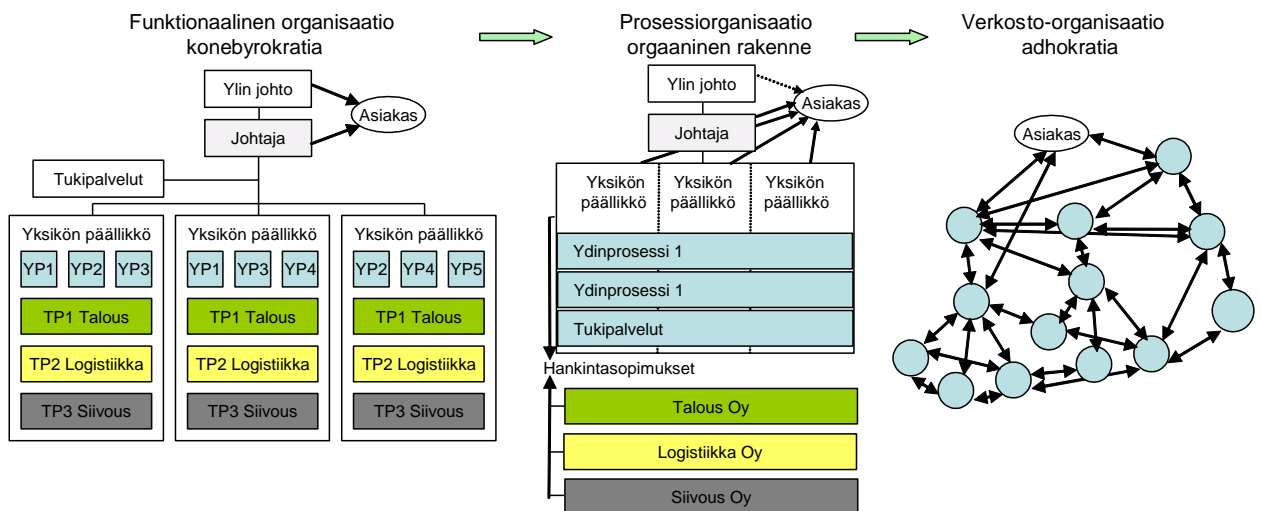 Funktionaalinen organisaatio
konebyrokratia
Ylin johto
Asiakas
Johtaja
Tukipalvelut
Yksikön päällikkö
YP1 YP2 YP3
TP1 Talous
TP2 Logistiikka
TP3 Siivous
Yksikön päällikkö
YP1 YP3 YP4
TP1 Talous
TP2 Logistiikka
TP3 Siivous
Yksikön päällikkö
YP2 YP4 YP5
TP1 Talous
TP2 Logistiikka
TP3 Siivous
Prosessiorganisaatio
orgaaninen rakenne
Ylin johto
Asiakas
Johtaja
Yksikön
päällikkö
Yksikön
päällikkö
Yksikön
päällikkö
Ydinprosessi 1
Ydinprosessi 1
Tukipalvelut
Hankintasopimukset
Talous Oy
Logistiikka Oy
Siivous Oy
Verkosto-organisaatio
adhokratia
Asiakas